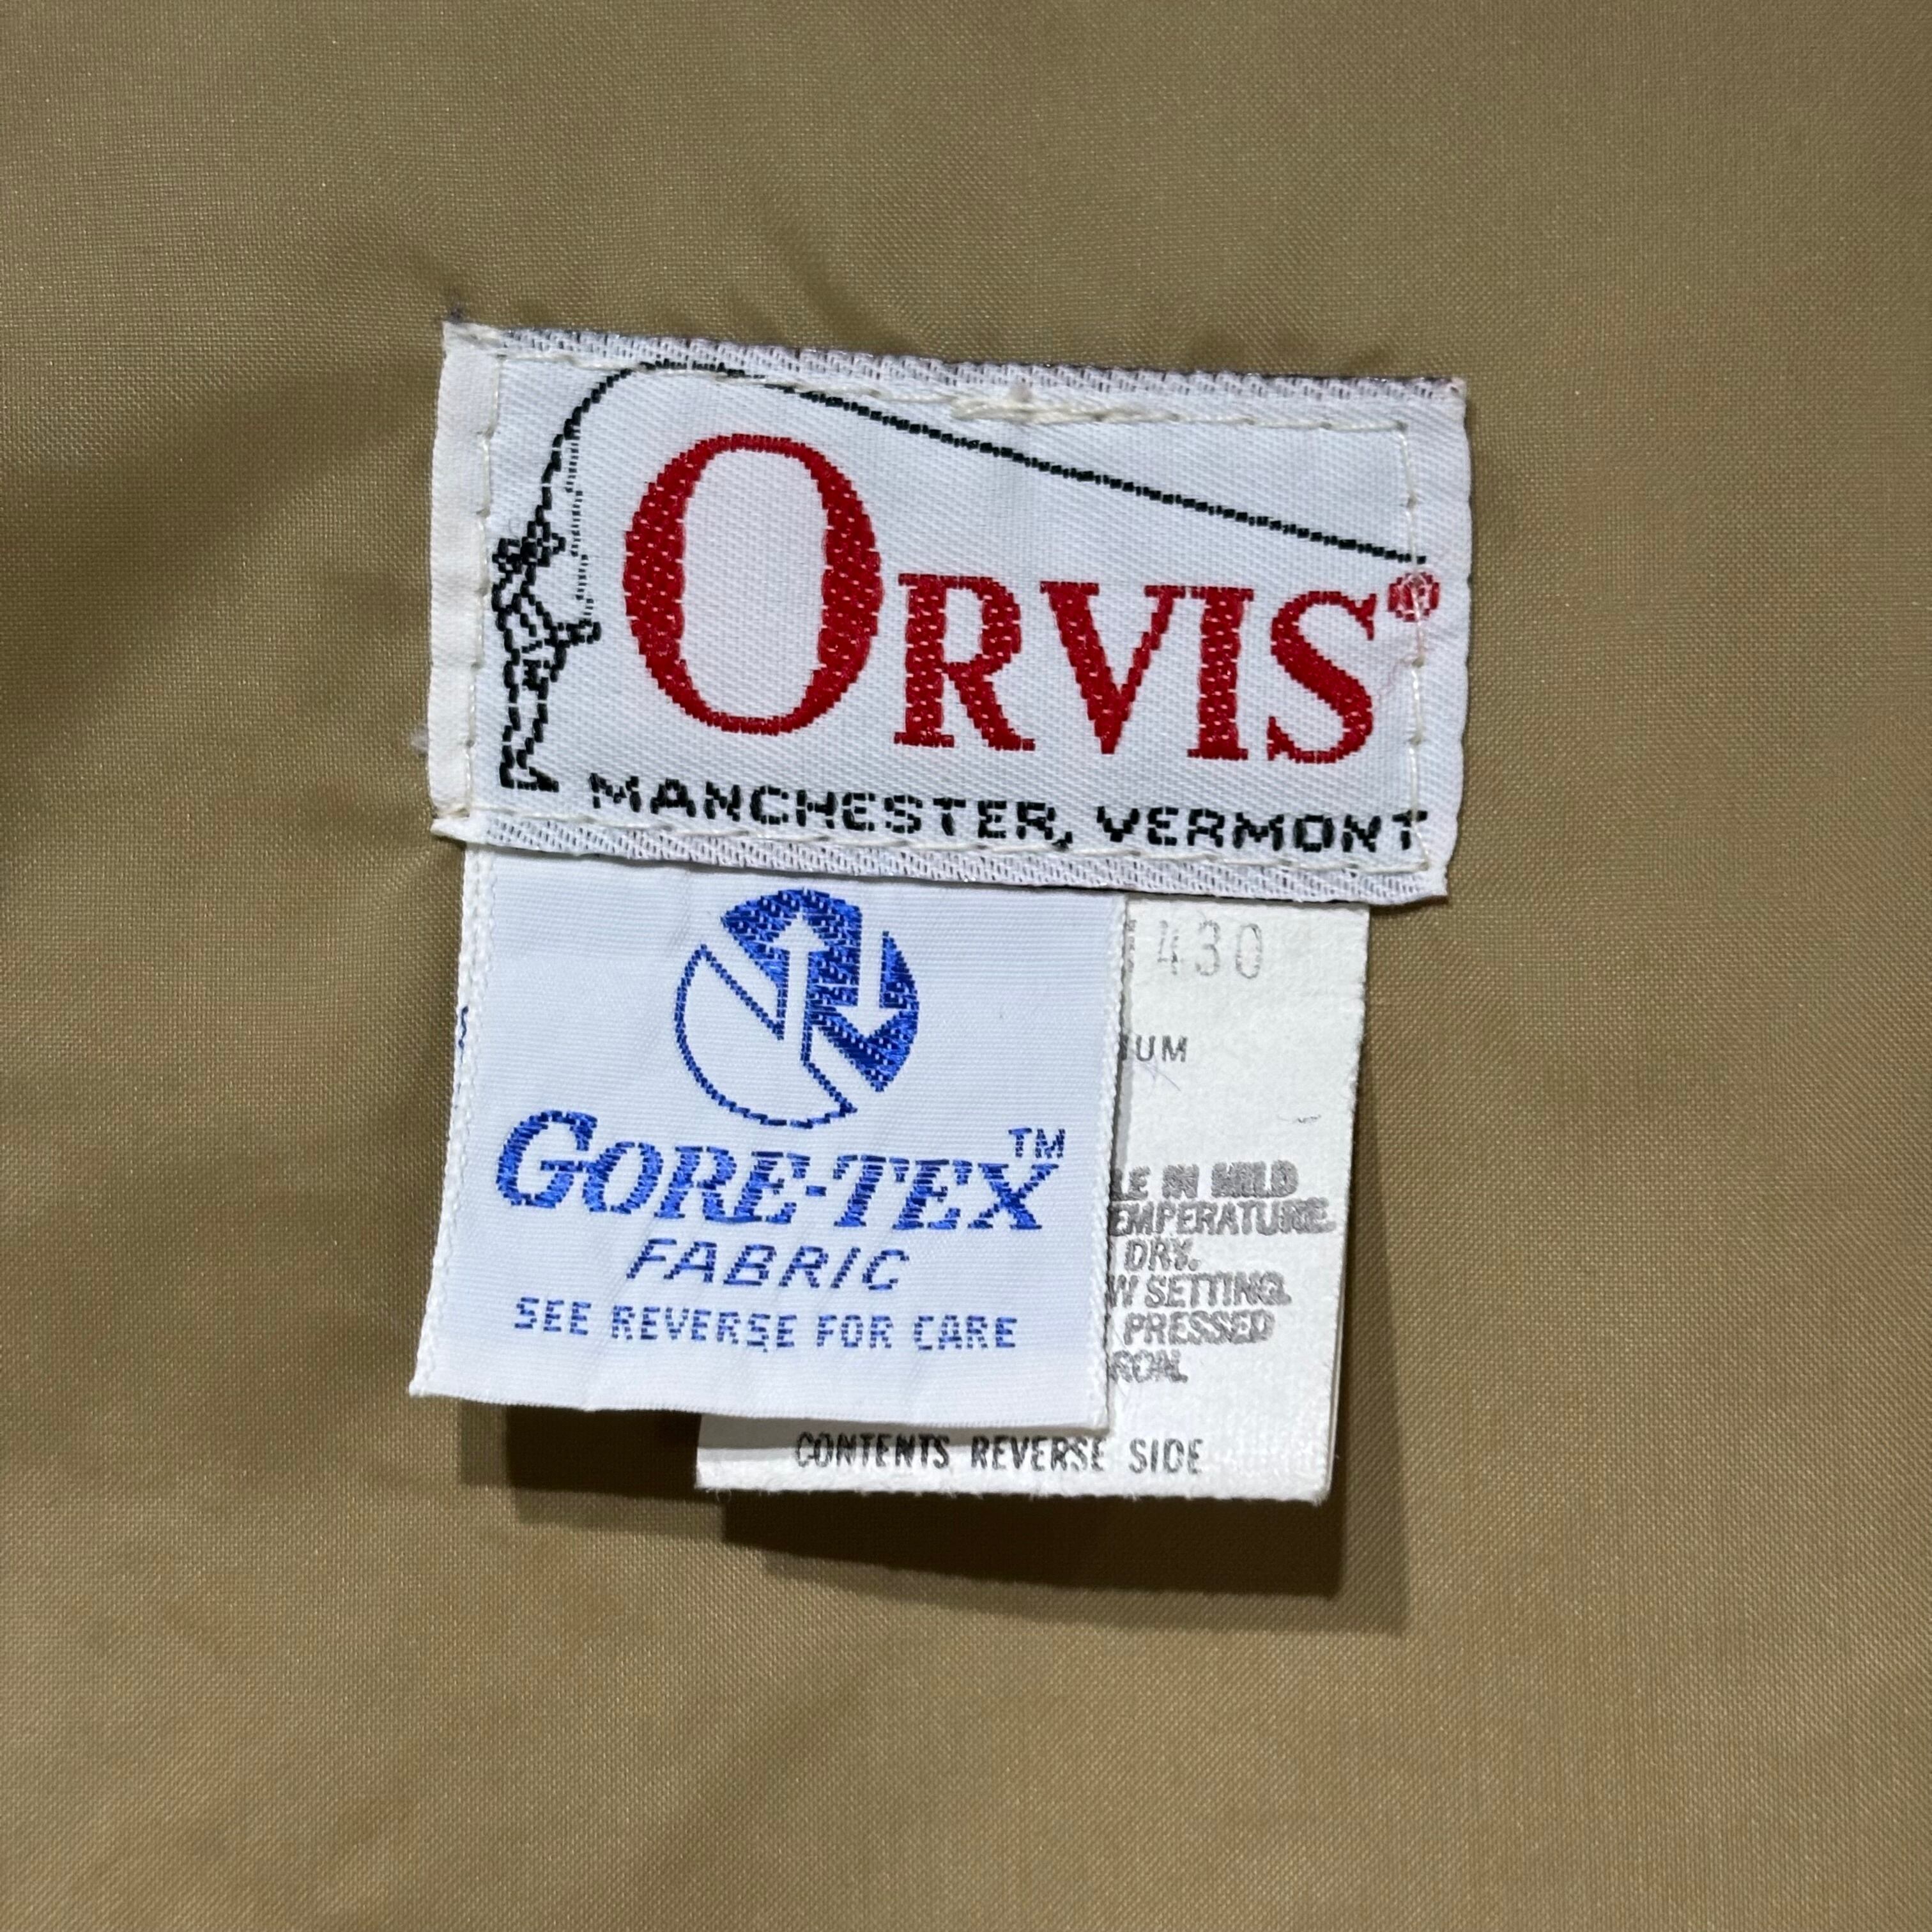 ORVIS®
MANCHESTER, VERMONT
GORE-TEX™
FABRIC
SEE REVERSE FOR CARE
430
UM
LE IN MILD
EMPERATURE.
DRY.
W SETTING.
PRESSED
RON.
CONTENTS REVERSE SIDE